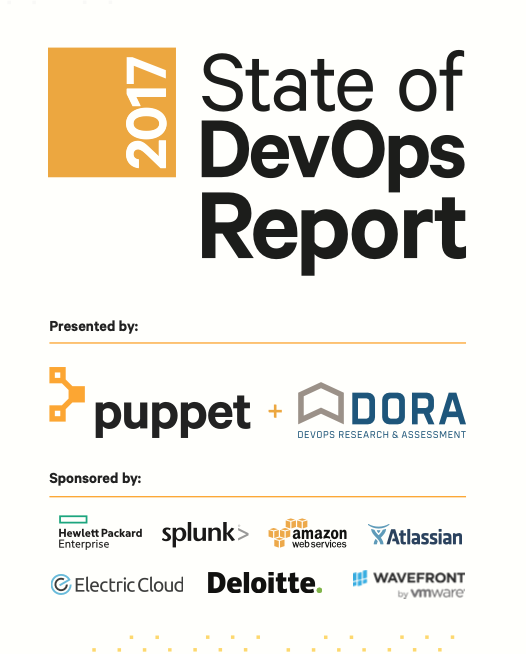 2017
State of
DevOps
Report
Presented by:
puppet + DORA
DEVOPS RESEARCH & ASSESSMENT
Sponsored by:
Hewlett Packard
Enterprise
splunk>
amazon
web services
Atlassian
Electric Cloud
Deloitte.
WAVEFRONT
by vmware